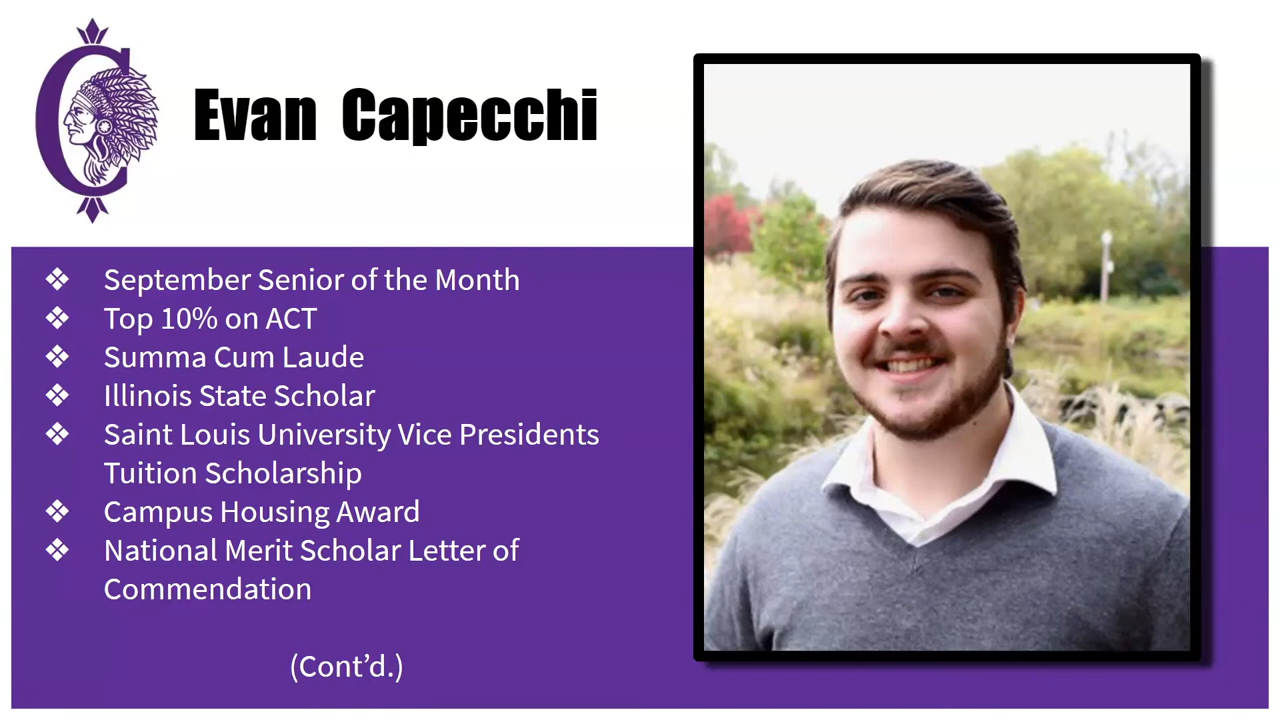 Evan Capecchi
❖ September Senior of the Month
❖ Top 10% on ACT
❖ Summa Cum Laude
❖ Illinois State Scholar
❖ Saint Louis University Vice Presidents
Tuition Scholarship
❖ Campus Housing Award
❖ National Merit Scholar Letter of
Commendation
(Cont’d.)